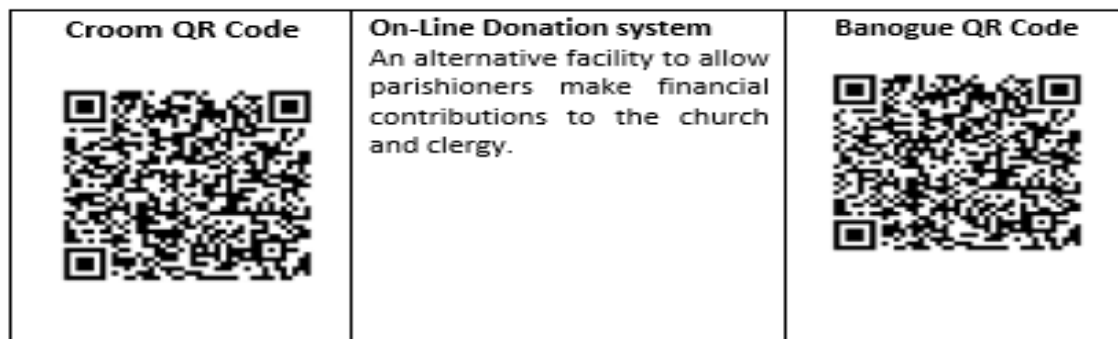 Croom QR Code
On-Line Donation system
An alternative facility to allow
parishioners make financial
contributions to the church
and clergy.
Banogue QR Code